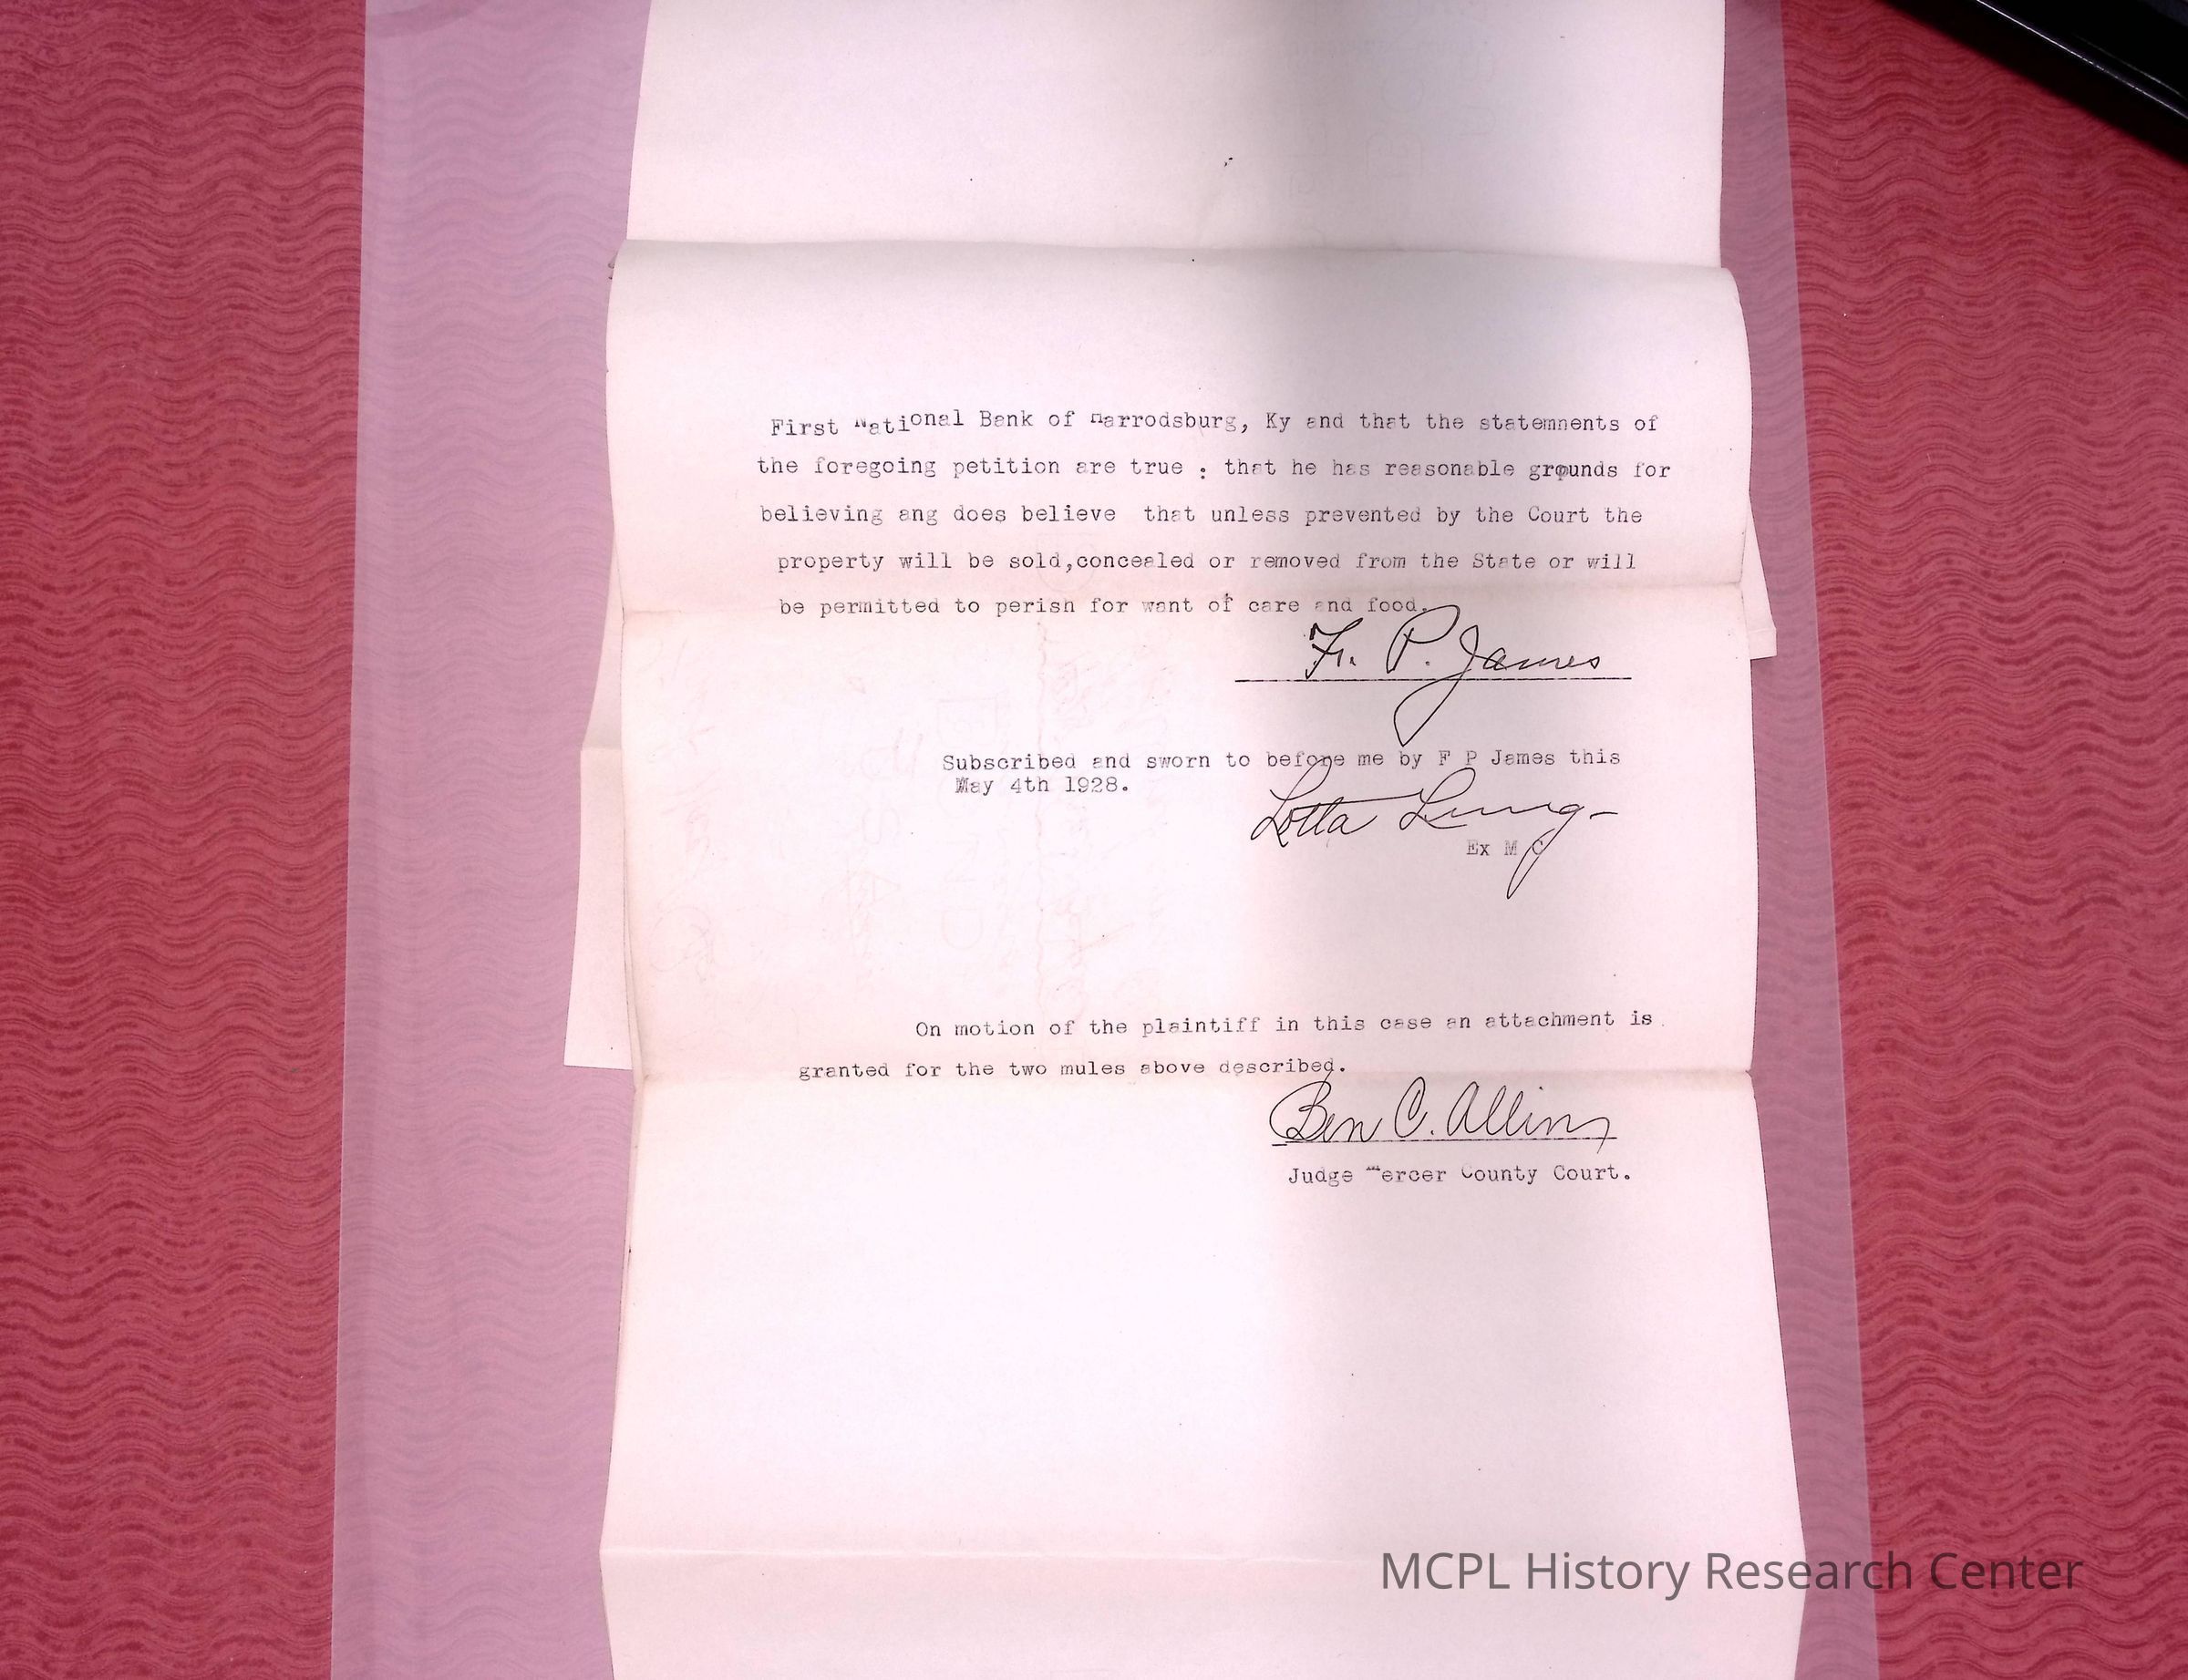 First National Bank of Harrodsburg, Ky and that the statemnents of
the foregoing petition are true : that he has reasonable grounds for
believing ang does believe that unless prevented by the Court the
property will be sold,concealed or removed from the State or will
be permitted to perish for want of care and food.
F. P. James
Subscribed and sworn to before me by F P James this
May 4th 1928.
Lotta
Ex M C
On motion of the plaintiff in this case an attachment is
granted for the two mules above described.
Ben C. Allin
Judge Mercer County Court.
MCPL History Research Center